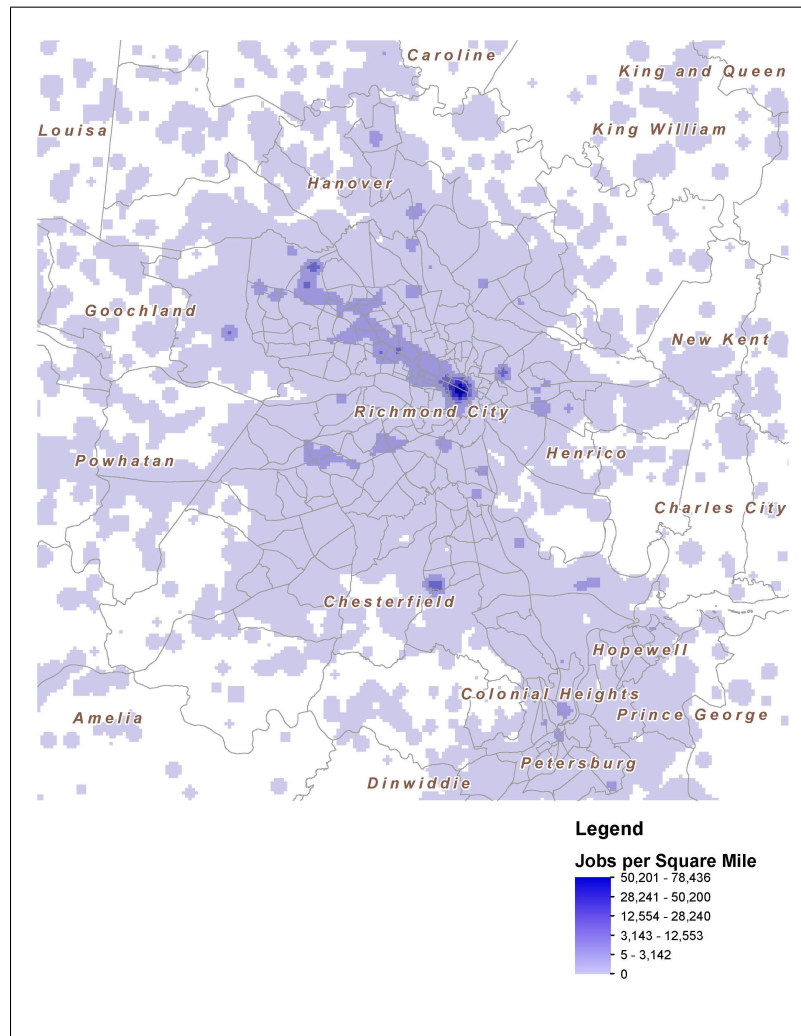 Caroline
King and Queen
Louisa
King William
Hanover
Goochland
New Kent
Richmond City
Powhatan
Henrico
Charles City
Chesterfield
Hopewell
Colonial Heights
Amelia
Prince George
Petersburg
Dinwiddie
Legend
Jobs per Square Mile
50,201 - 78,436
28,241 - 50,200
12,554 - 28,240
3,143 - 12,553
5 - 3,142
0